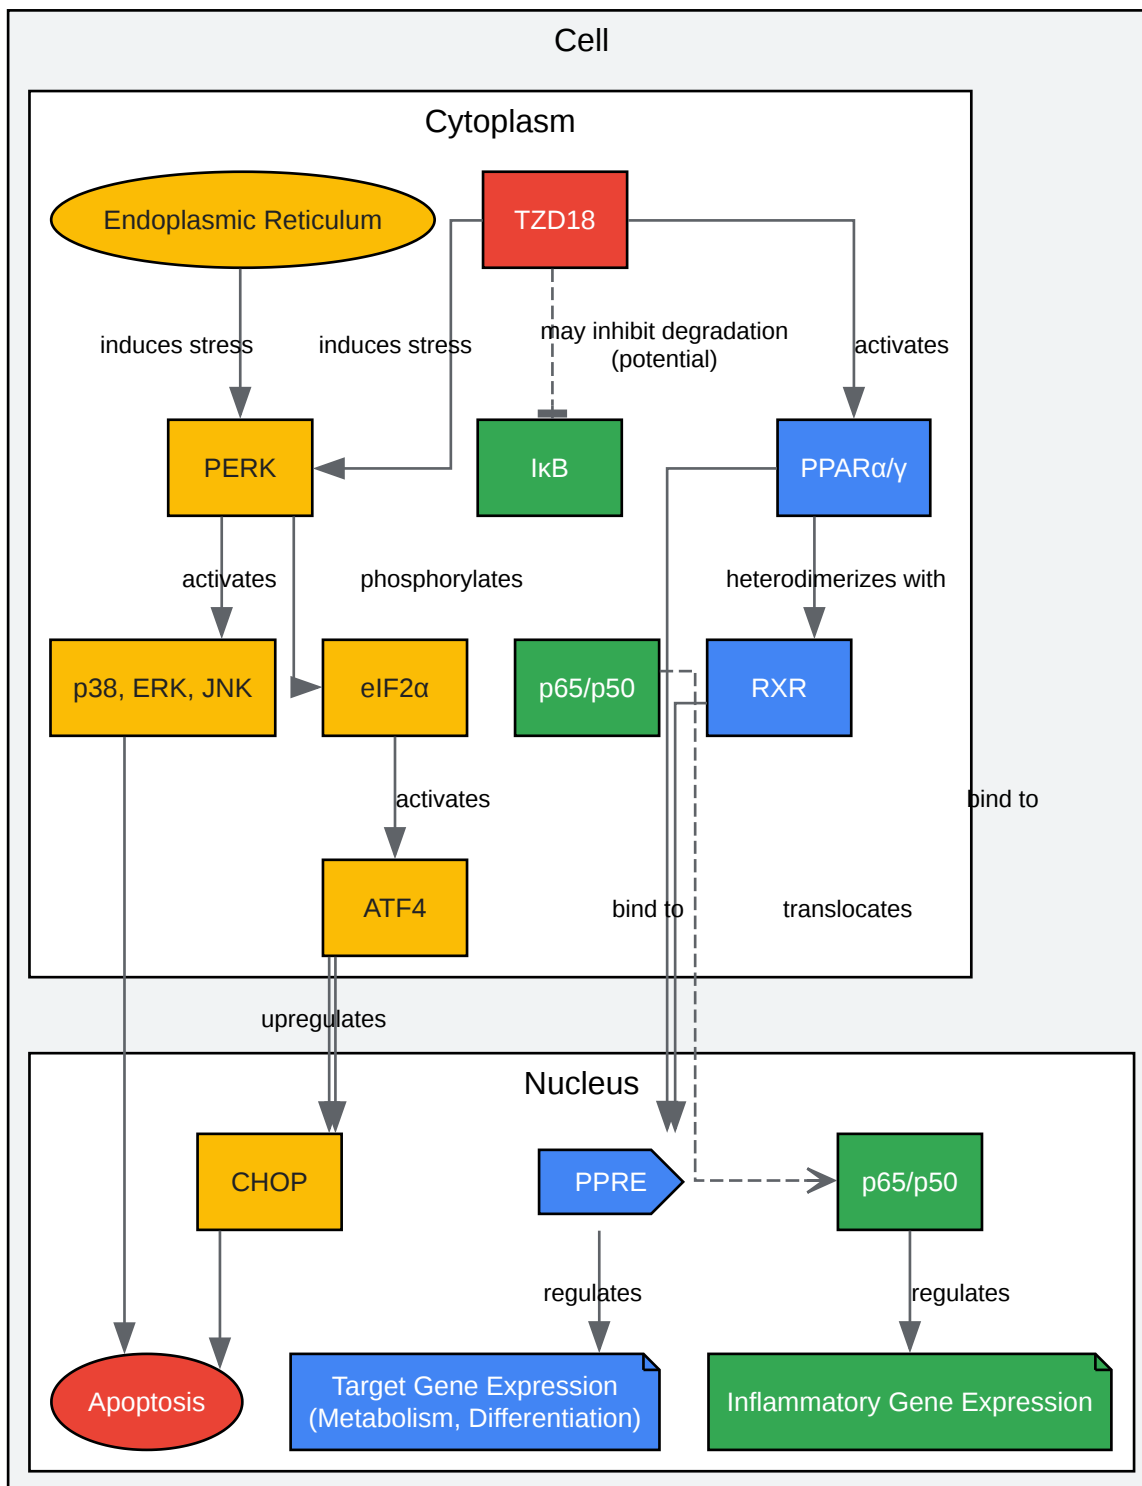 Cell
Cytoplasm
Endoplasmic Reticulum
TZD18
induces stress
induces stress
may inhibit degradation
(potential)
activates
PERK
IκB
PPARα/γ
activates
phosphorylates
heterodimerizes with
p38, ERK, JNK
eIF2α
p65/p50
RXR
activates
bind to
ATF4
bind to
translocates
upregulates
Nucleus
CHOP
PPRE
p65/p50
regulates
regulates
Apoptosis
Target Gene Expression
(Metabolism, Differentiation)
Inflammatory Gene Expression